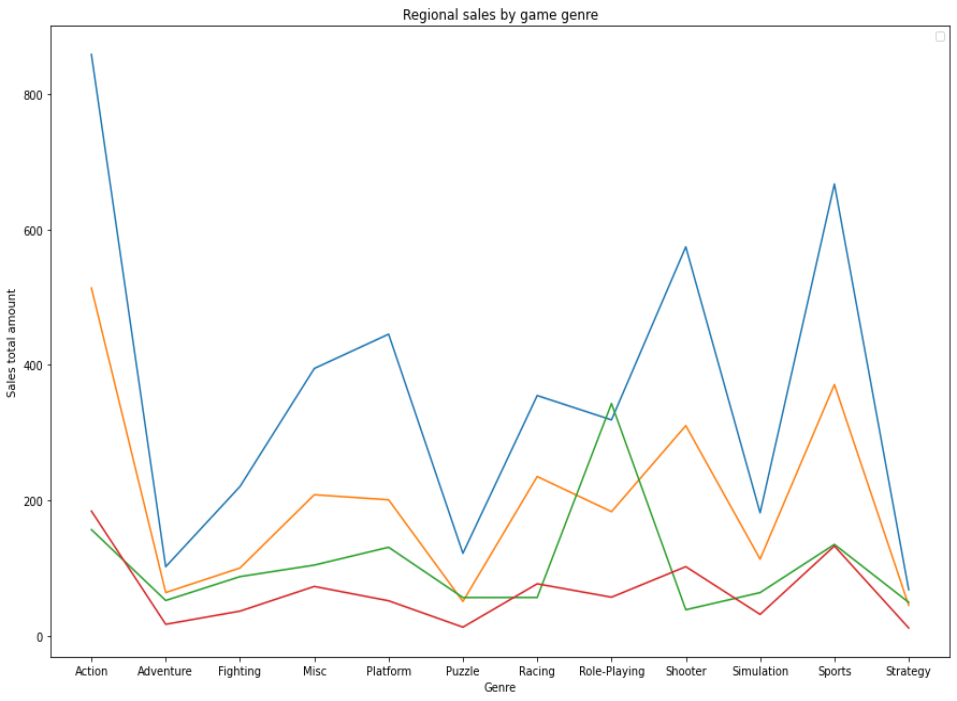 Regional sales by game genre
800
600
400
200
0
Sales total amount
Action Adventure Fighting Misc Platform Puzzle Racing Role-Playing Shooter Simulation Sports Strategy
Genre